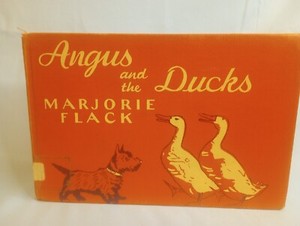 Angus
and
the
Ducks
MARJORIE
FLACK